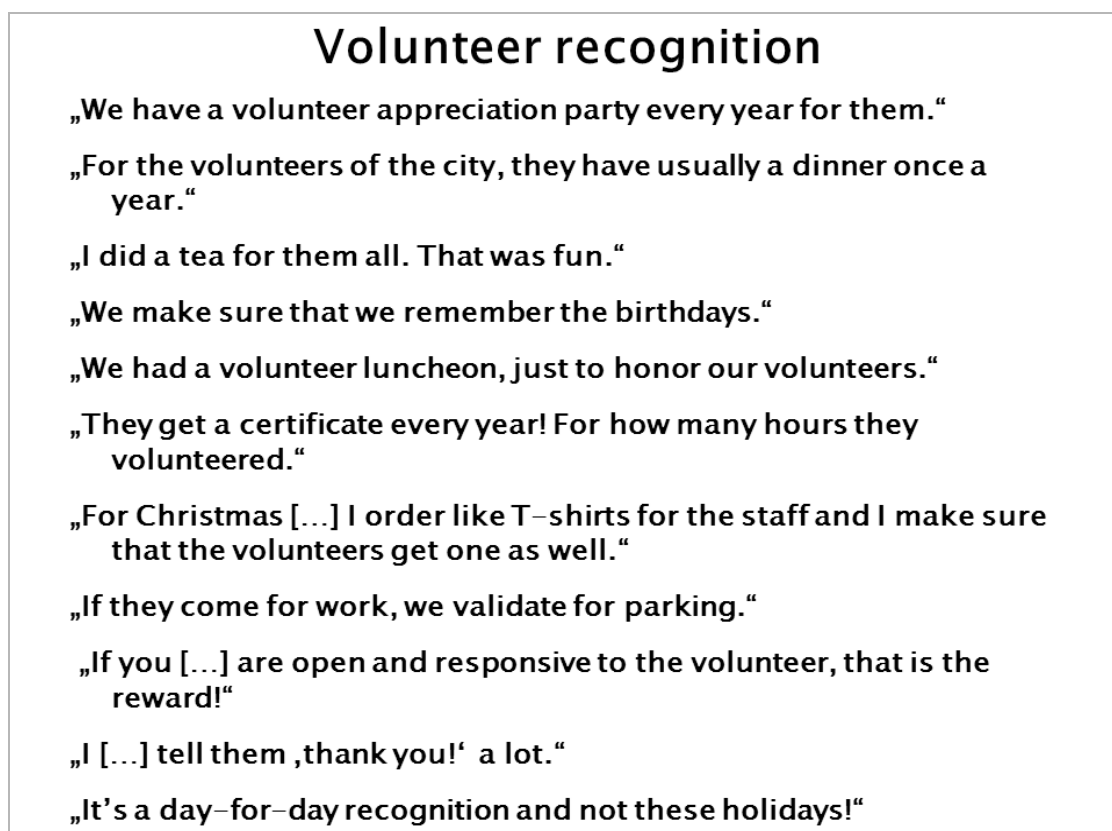 Volunteer recognition
„We have a volunteer appreciation party every year for them.“
„For the volunteers of the city, they have usually a dinner once a
year.“
„I did a tea for them all. That was fun.“
„We make sure that we remember the birthdays.“
„We had a volunteer luncheon, just to honor our volunteers.“
„They get a certificate every year! For how many hours they
volunteered.“
„For Christmas […] I order like T-shirts for the staff and I make sure
that the volunteers get one as well.“
„If they come for work, we validate for parking.“
„If you […] are open and responsive to the volunteer, that is the
reward!“
„I […] tell them ‚thank you!‘ a lot.“
„It’s a day-for-day recognition and not these holidays!“